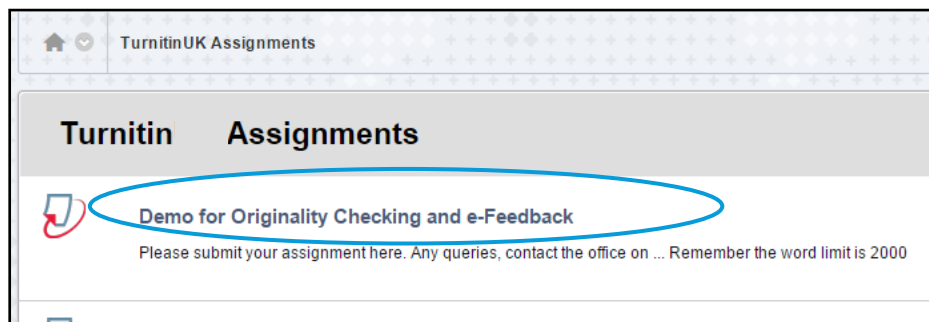 TurnitinUK Assignments
Turnitin Assignments
Demo for Originality Checking and e-Feedback
Please submit your assignment here. Any queries, contact the office on ... Remember the word limit is 2000